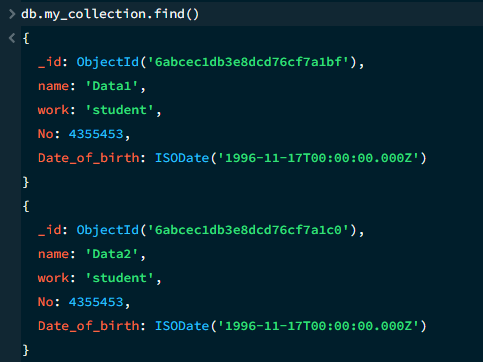 > db.my_collection.find()
< {
_id: ObjectId('6abcec1db3e8dcd76cf7a1bf'),
name: 'Data1',
work: 'student',
No: 4355453,
Date_of_birth: ISODate('1996-11-17T00:00:00.000Z')
}
{
_id: ObjectId('6abcec1db3e8dcd76cf7a1c0'),
name: 'Data2',
work: 'student',
No: 4355453,
Date_of_birth: ISODate('1996-11-17T00:00:00.000Z')
}